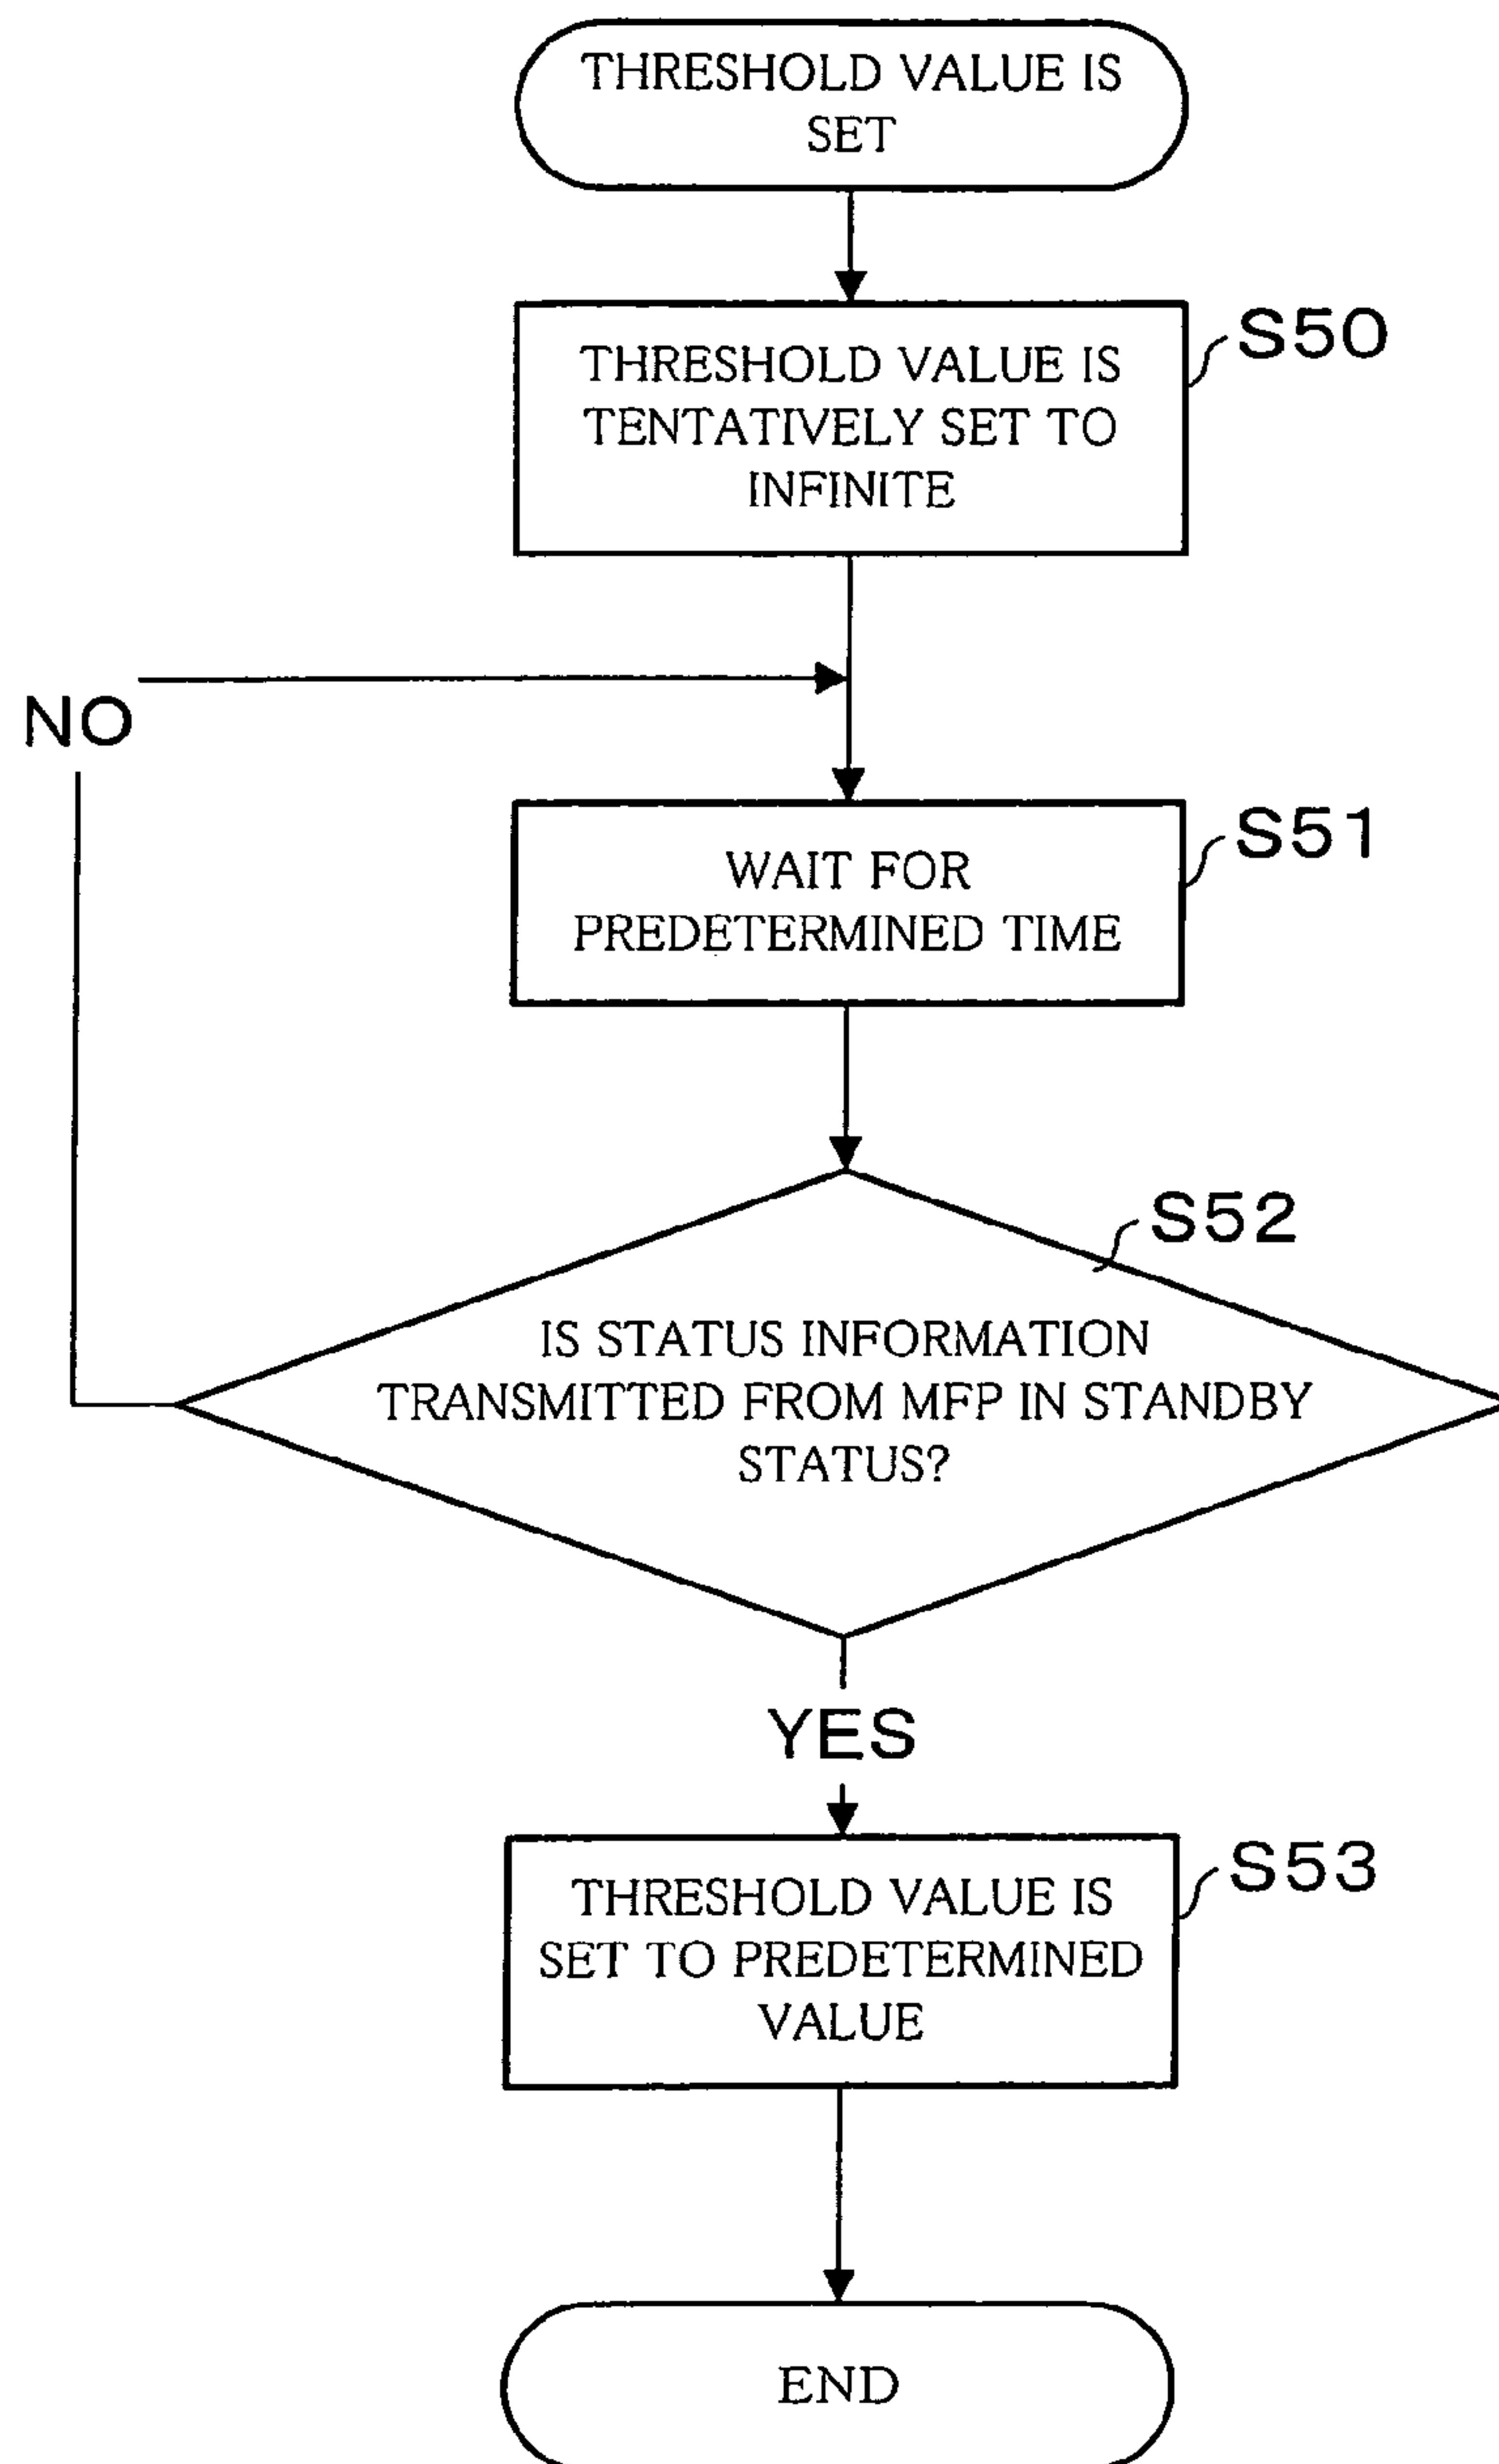 THRESHOLD VALUE IS
SET
S50
THRESHOLD VALUE IS
TENTATIVELY SET TO
INFINITE
NO
S51
WAIT FOR
PREDETERMINED TIME
S52
IS STATUS INFORMATION
TRANSMITTED FROM MFP IN STANDBY
STATUS?
YES
S53
THRESHOLD VALUE IS
SET TO PREDETERMINED
VALUE
END